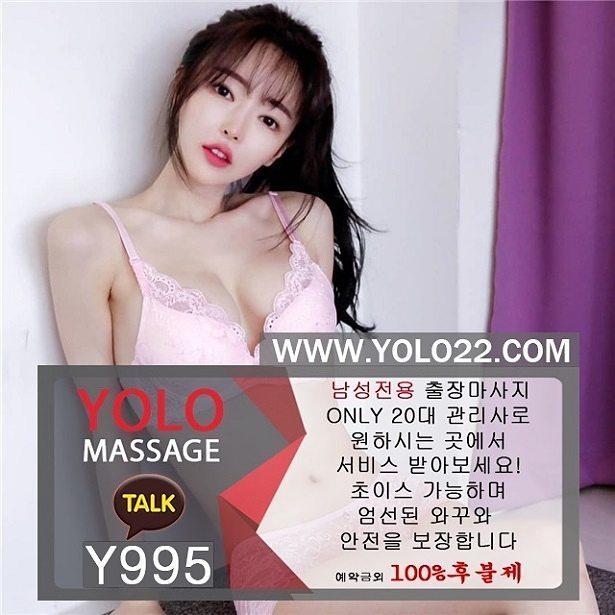 WWW.YOLO22.COM
YOLO
MASSAGE
TALK
Y995
남성전용 출장마사지
ONLY 20대 관리사로
원하시는 곳에서
서비스 받아보세요!
초이스 가능하며
엄선된 와꾸와
안전을 보장합니다
예약금외 100%후불제